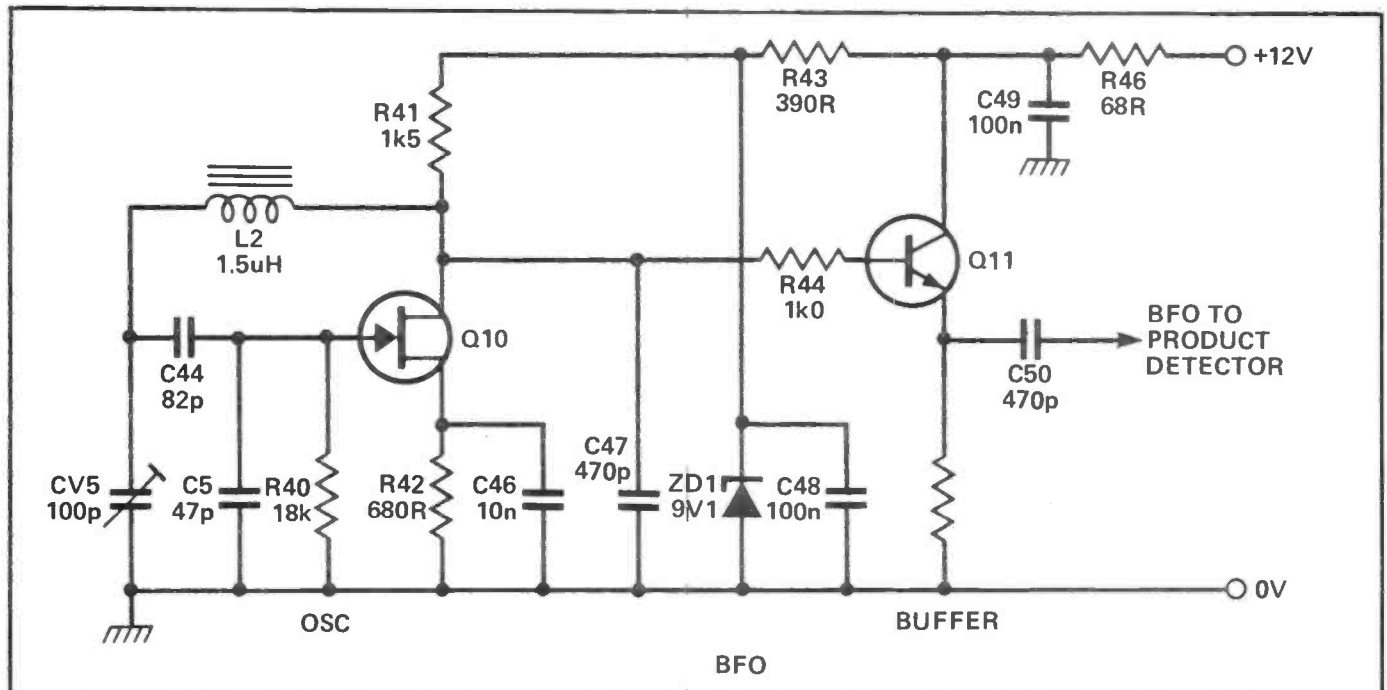 +12V
R43
390R
R46
68R
C49
100n
R41
1k5
L2
1.5uH
Q11
R44
1k0
Q10
BFO TO
PRODUCT
DETECTOR
C44
82p
C50
470p
C47
470p
CV5
100p
C5
47p
R40
18k
R42
680R
C46
10n
ZD1
9V1
C48
100n
0V
OSC
BUFFER
BFO